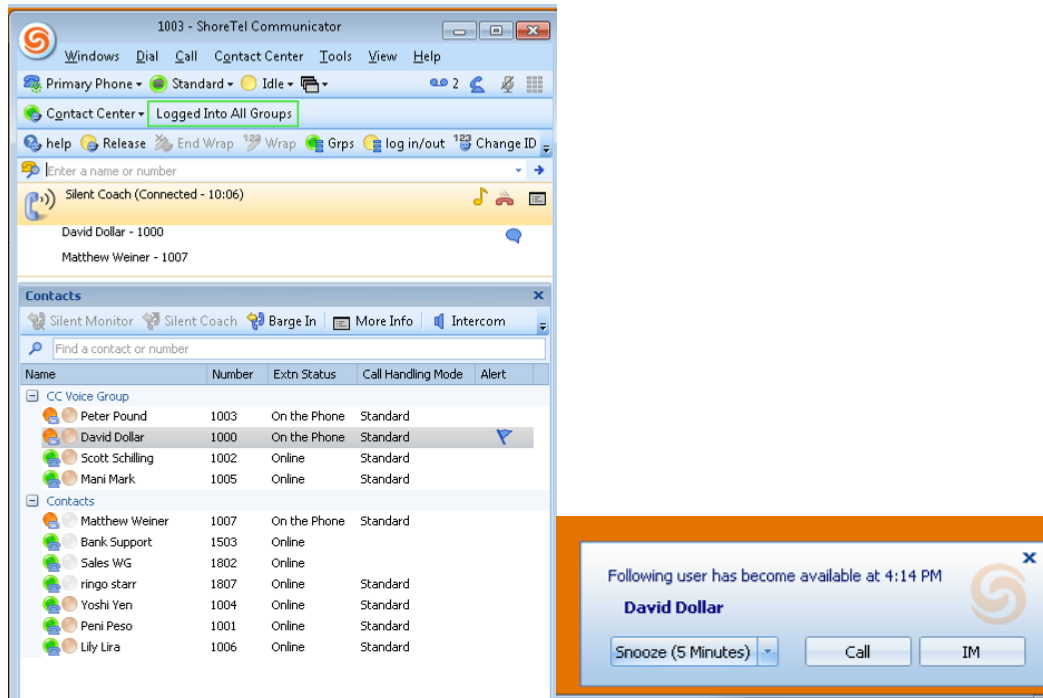 1003 - ShoreTel Communicator
Windows Dial Call Contact Center Tools View Help
Primary Phone Standard Idle 2
Contact Center Logged Into All Groups
help Release End Wrap 123 Wrap Grps log in/out 123 Change ID
Enter a name or number
Silent Coach (Connected - 10:06)
David Dollar - 1000
Matthew Weiner - 1007
Contacts
Silent Monitor Silent Coach Barge In More Info Intercom
Find a contact or number
Name Number Extn Status Call Handling Mode Alert
CC Voice Group
Peter Pound 1003 On the Phone Standard
David Dollar 1000 On the Phone Standard
Scott Schilling 1002 Online Standard
Mani Mark 1005 Online Standard
Contacts
Matthew Weiner 1007 On the Phone Standard
Bank Support 1503 Online
Sales WG 1802 Online
ringo starr 1807 Online Standard
Yoshi Yen 1004 Online Standard
Peni Peso 1001 Online Standard
Lily Lira 1006 Online Standard
Following user has become available at 4:14 PM
David Dollar
Snooze (5 Minutes) Call IM